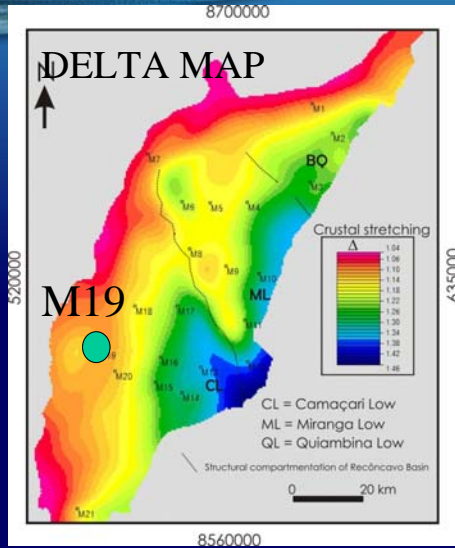 8700000
DELTA MAP
N
M1
M2
M7
BQ
M3
M6
M5
M4
Crustal stretching
Δ
1.04
1.06
1.10
1.14
1.18
1.22
1.26
1.30
1.34
1.38
1.42
1.46
520000
635000
M8
M9
M10
ML
M19
M18
M17
M11
M16
M20
M15
M14
CL
CL = Camaçari Low
ML = Miranga Low
QL = Quiambina Low
Structural compartmentation of Recôncavo Basin
0 20 km
M21
8560000